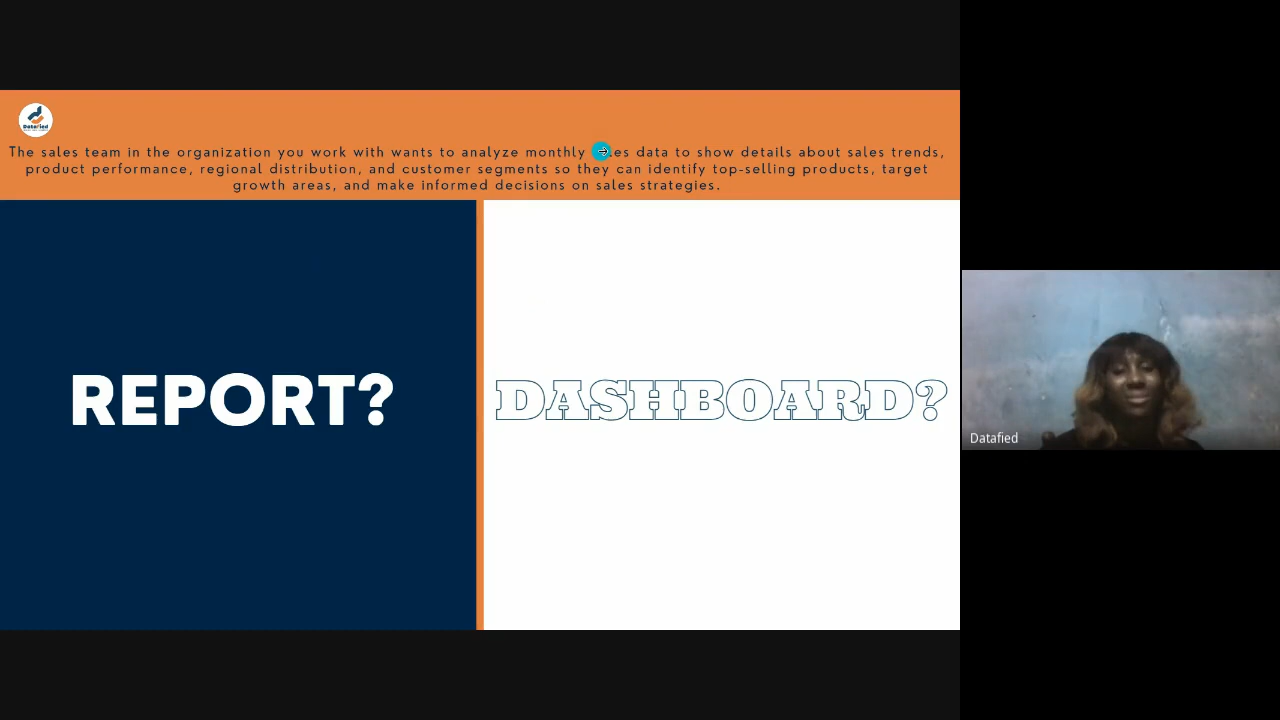 Datafied
The sales team in the organization you work with wants to analyze monthly data to show details about sales trends,
product performance, regional distribution, and customer segments so they can identify top-selling products, target
growth areas, and make informed decisions on sales strategies.
REPORT?
DASHBOARD?
Datafied